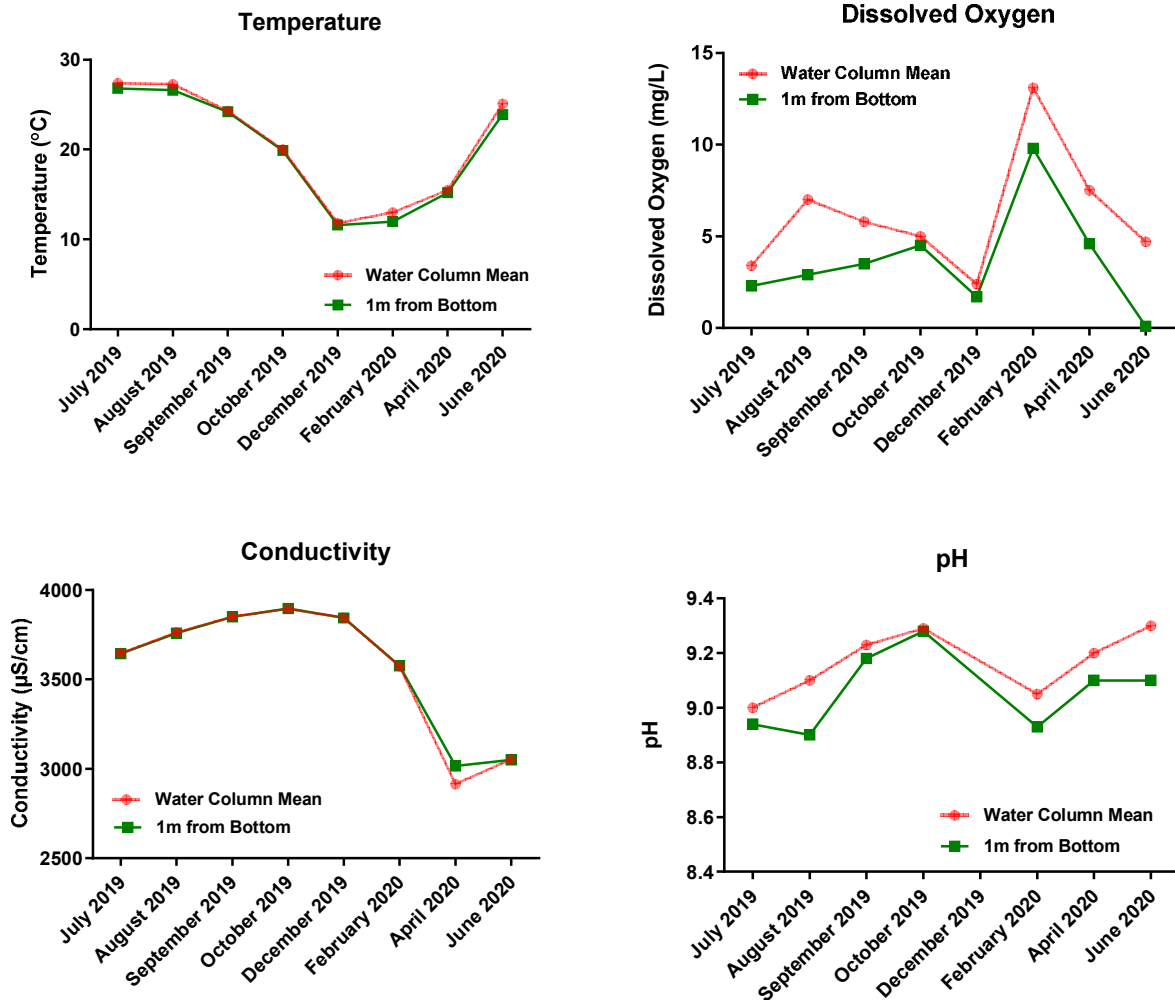 Temperature
Temperature (°C)
30
20
10
0
Water Column Mean
1m from Bottom
July 2019
August 2019
September 2019
October 2019
December 2019
February 2020
April 2020
June 2020
Dissolved Oxygen
Dissolved Oxygen (mg/L)
15
10
5
0
Water Column Mean
1m from Bottom
July 2019
August 2019
September 2019
October 2019
December 2019
February 2020
April 2020
June 2020
Conductivity
Conductivity (µS/cm)
4000
3500
3000
2500
Water Column Mean
1m from Bottom
July 2019
August 2019
September 2019
October 2019
December 2019
February 2020
April 2020
June 2020
pH
pH
9.4
9.2
9.0
8.8
8.6
8.4
Water Column Mean
1m from Bottom
July 2019
August 2019
September 2019
October 2019
December 2019
February 2020
April 2020
June 2020